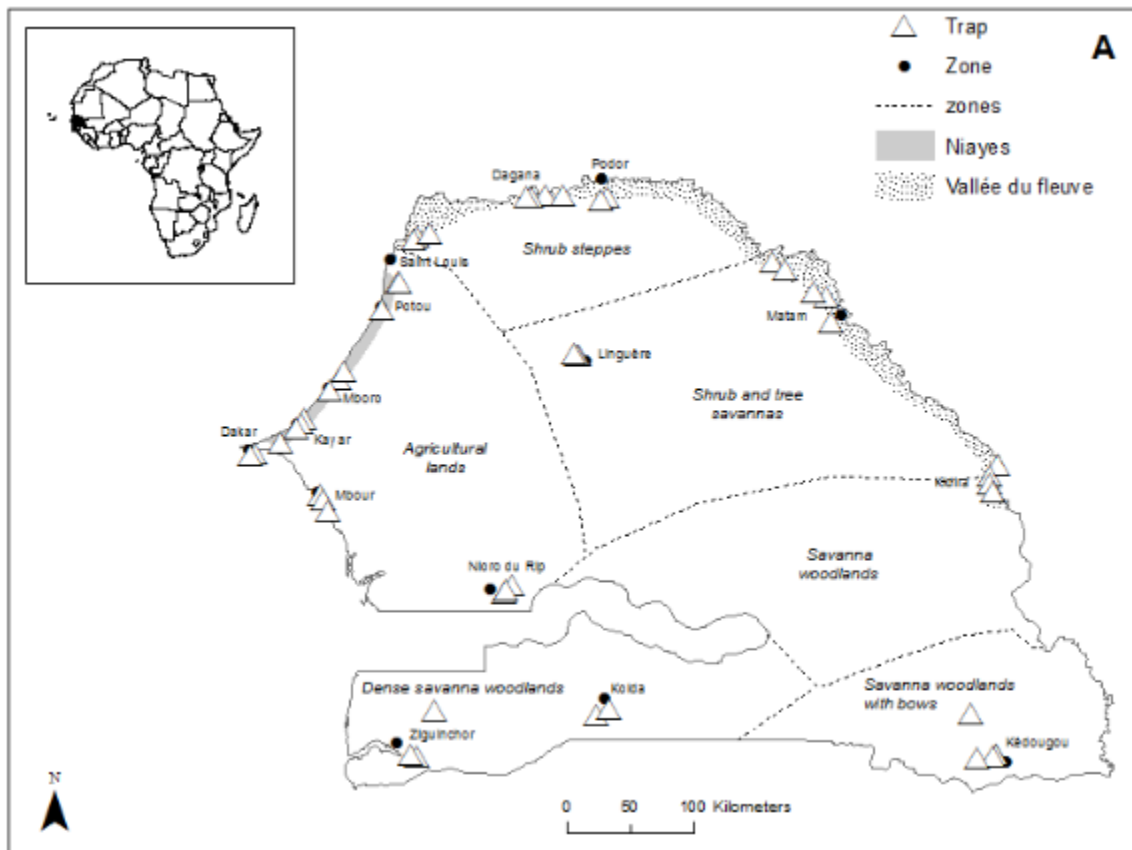 Trap
A
Zone
zones
Niayes
Vallée du fleuve
Podor
Dagana
Shrub steppes
Saint-Louis
Potou
Matam
Linguère
Shrub and tree
savannas
Mboro
Dakar
Kayar
Agricultural
lands
Mbour
Kidira
Nioro du Rip
Savanna
woodlands
Dense savanna woodlands
Kolda
Savanna woodlands
with bows
Ziguinchor
Kédougou
N
0 50 100 Kilometers